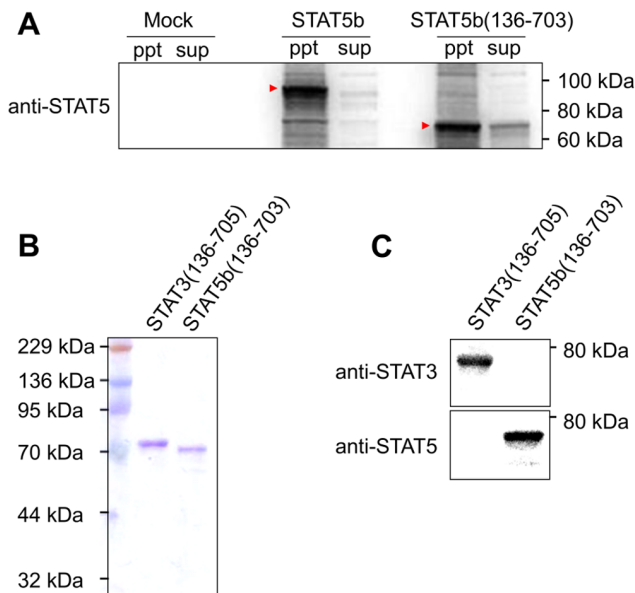 A
Mock STAT5b STAT5b(136-703)
ppt sup ppt sup ppt sup
anti-STAT5
100 kDa
80 kDa
60 kDa
B
STAT3(136-705)
STAT5b(136-703)
229 kDa
136 kDa
95 kDa
70 kDa
44 kDa
32 kDa
C
STAT3(136-705)
STAT5b(136-703)
anti-STAT3
80 kDa
anti-STAT5
80 kDa